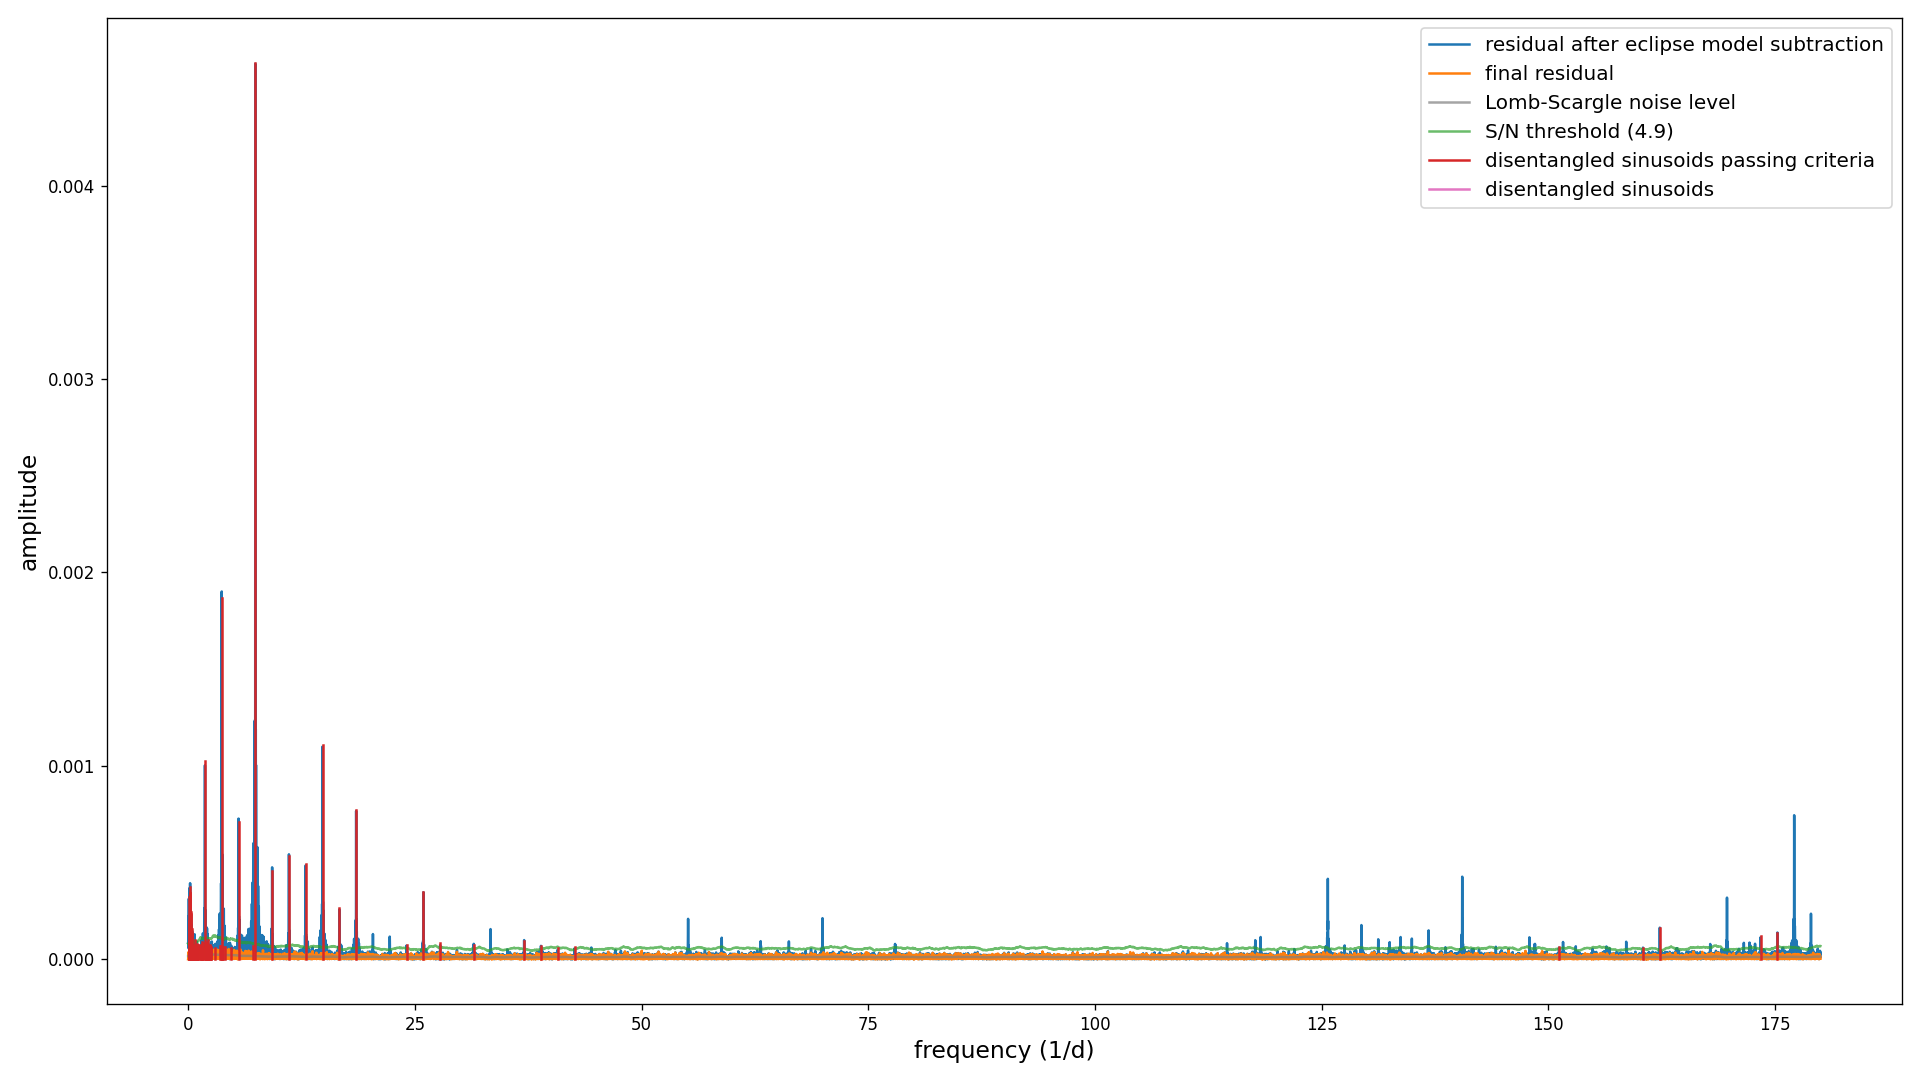 residual after eclipse model subtraction
final residual
Lomb-Scargle noise level
S/N threshold (4.9)
disentangled sinusoids passing criteria
disentangled sinusoids
amplitude
0.004
0.003
0.002
0.001
0.000
0 25 50 75 100 125 150 175
frequency (1/d)